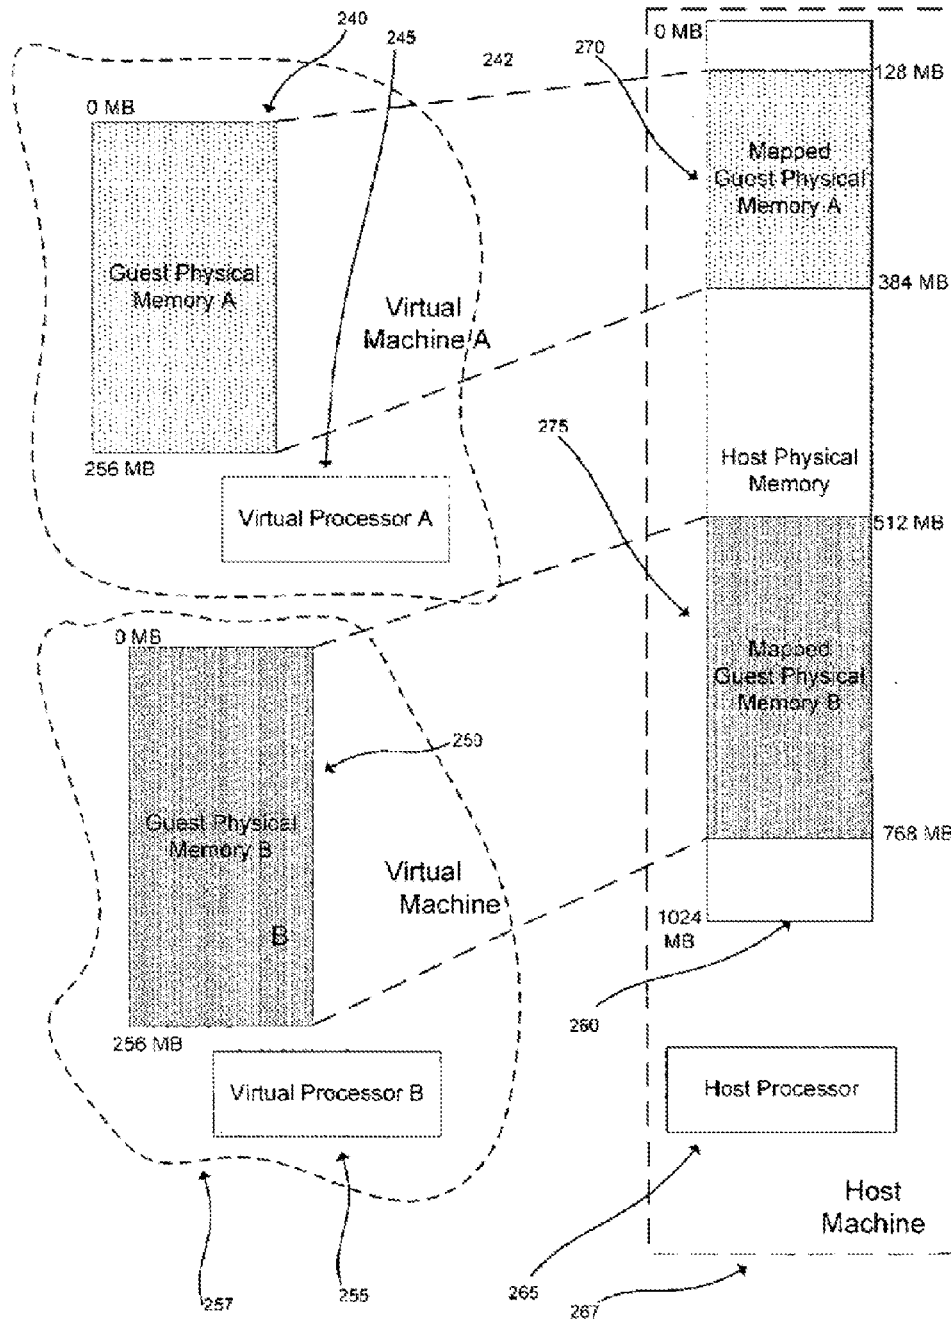 240
245
242
270
0 MB
128 MB
0 MB
Mapped
Guest Physical
Memory A
Guest Physical
Memory A
Virtual
Machine A
384 MB
275
256 MB
Host Physical
Memory
Virtual Processor A
512 MB
0 MB
Mapped
Guest Physical
Memory B
250
Guest Physical
Memory B
Virtual
Machine
B
768 MB
1024
MB
260
256 MB
Virtual Processor B
Host Processor
Host
Machine
257
255
265
267